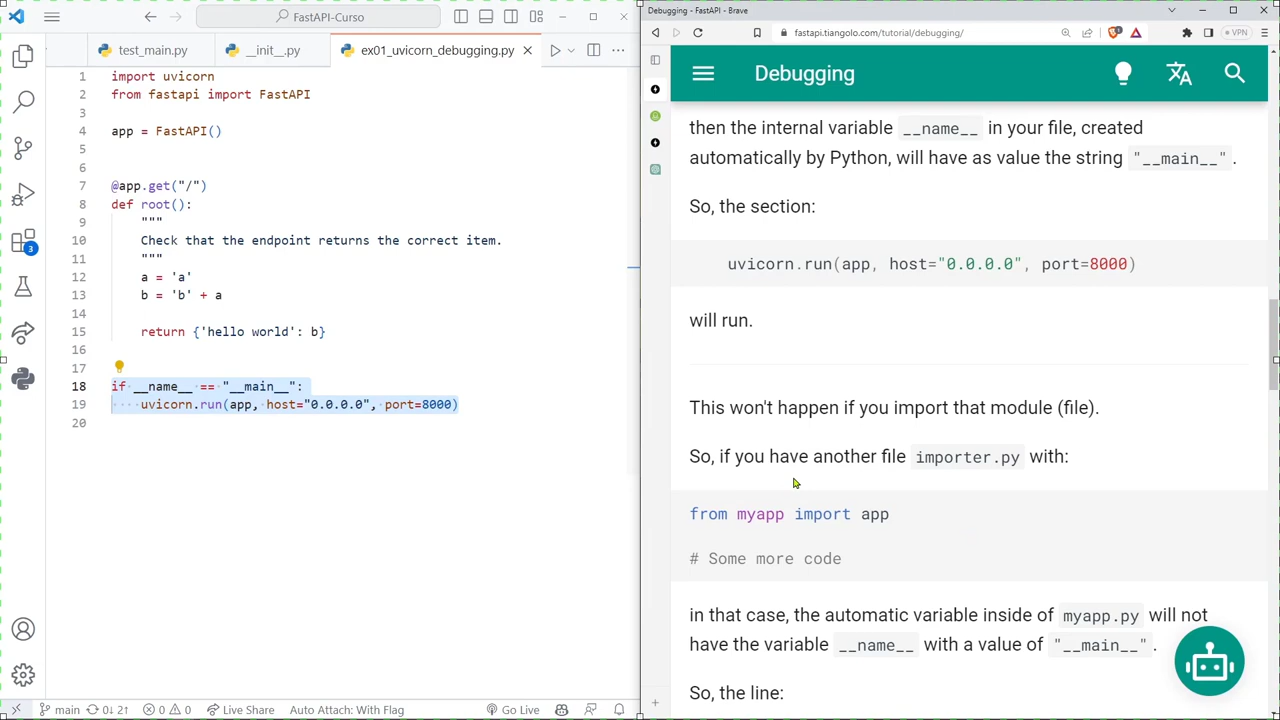 FastAPI-Curso
test_main.py
__init__.py
ex01_uvicorn_debugging.py
1 import uvicorn
2 from fastapi import FastAPI
3
4 app = FastAPI()
5
6
7 @app.get("/")
8 def root():
9 """
10 Check that the endpoint returns the correct item.
11 """
12 a = 'a'
13 b = 'b' + a
14
15 return {'hello world': b}
16
17
18 if __name__ == "__main__":
19 uvicorn.run(app, host="0.0.0.0", port=8000)
20
3
main 0↓ 2↑ 0 0 Live Share Auto Attach: With Flag Go Live
Debugging - FastAPI - Brave
fastapi.tiangolo.com/tutorial/debugging/
VPN
Debugging
then the internal variable __name__ in your file, created
automatically by Python, will have as value the string "__main__" .
So, the section:
uvicorn.run(app, host="0.0.0.0", port=8000)
will run.
This won't happen if you import that module (file).
So, if you have another file importer.py with:
from myapp import app
# Some more code
in that case, the automatic variable inside of myapp.py will not
have the variable __name__ with a value of "__main__" .
So, the line: